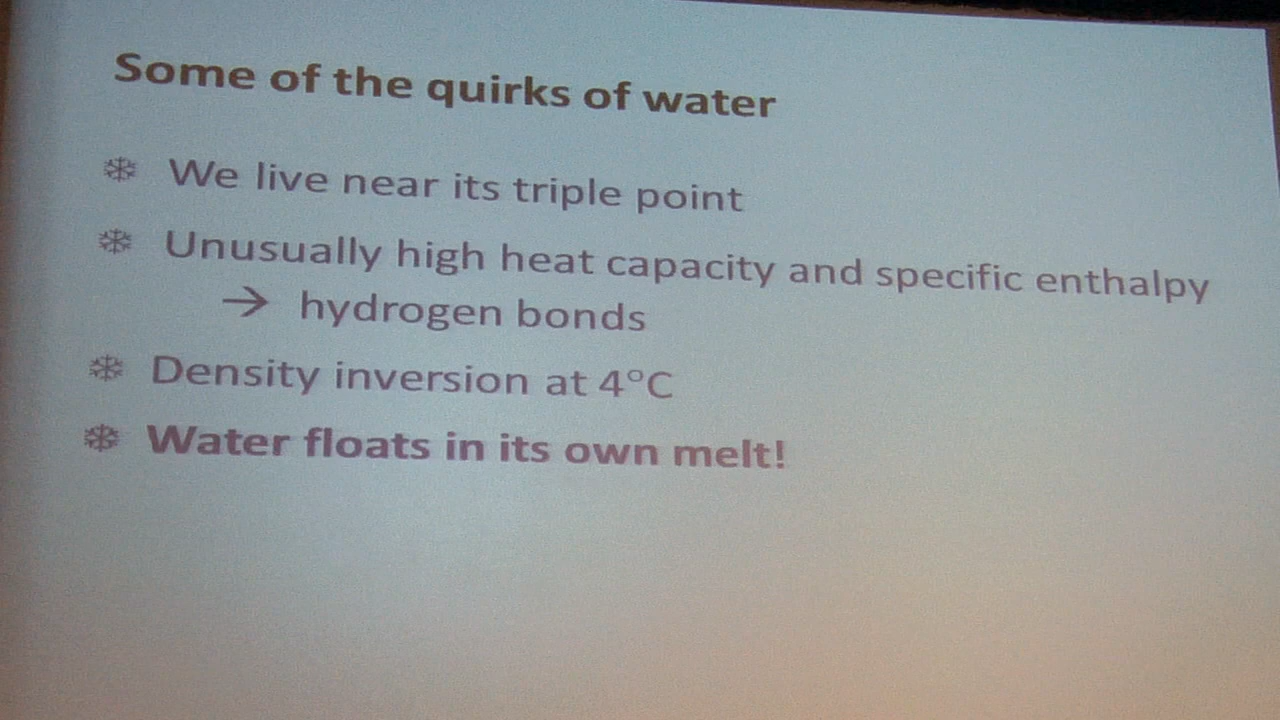 Some of the quirks of water
❄ We live near its triple point
❄ Unusually high heat capacity and specific enthalpy
→ hydrogen bonds
❄ Density inversion at 4°C
❄ Water floats in its own melt!